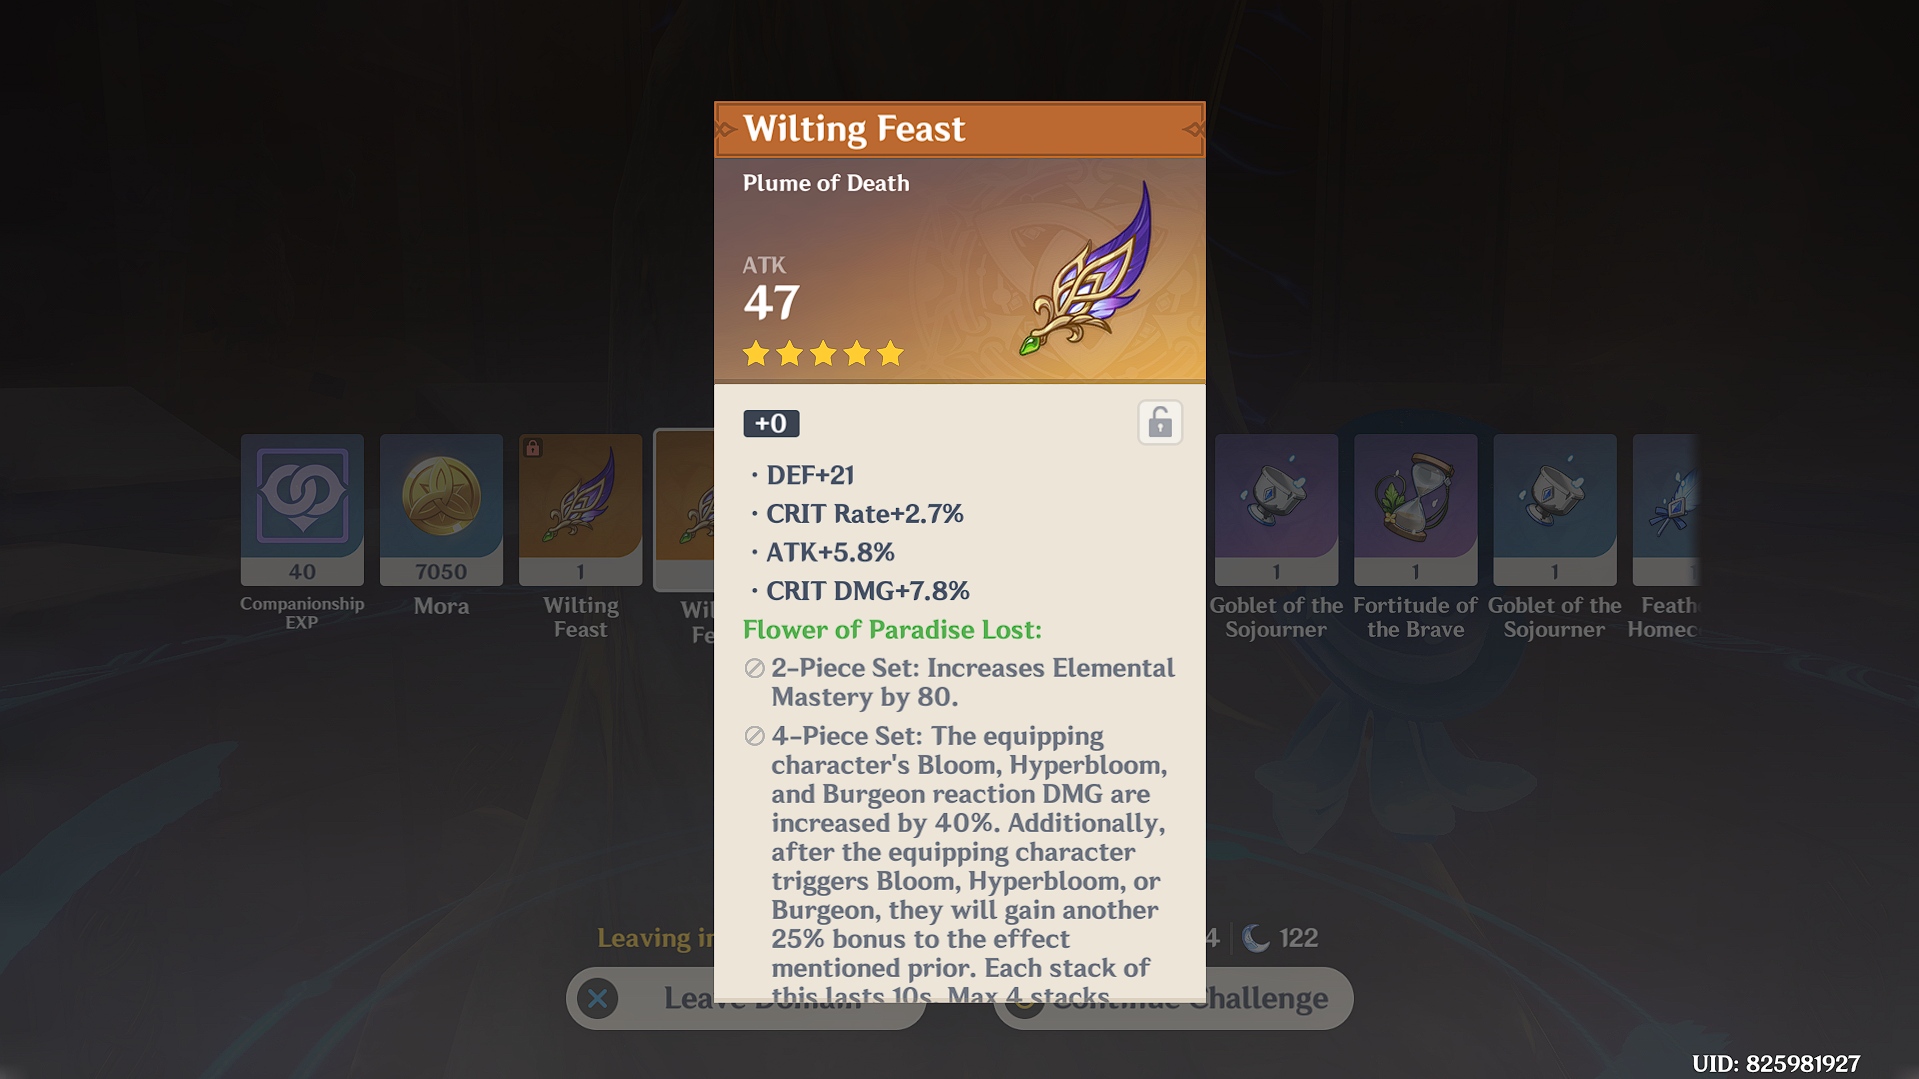 Wilting Feast
Plume of Death
ATK
47
+0
· DEF+21
· CRIT Rate+2.7%
· ATK+5.8%
· CRIT DMG+7.8%
Flower of Paradise Lost:
2-Piece Set: Increases Elemental
Mastery by 80.
4-Piece Set: The equipping
character's Bloom, Hyperbloom,
and Burgeon reaction DMG are
increased by 40%. Additionally,
after the equipping character
triggers Bloom, Hyperbloom, or
Burgeon, they will gain another
25% bonus to the effect
mentioned prior. Each stack of
this lasts 10s. Max 4 stacks
40
Companionship
EXP
7050
Mora
1
Wilting
Feast
Wil
Fe
1
Goblet of the
Sojourner
1
Fortitude of
the Brave
1
Goblet of the
Sojourner
1
Feath
Homec
Leaving in
4
122
Leave Domain
Continue Challenge
UID: 825981927